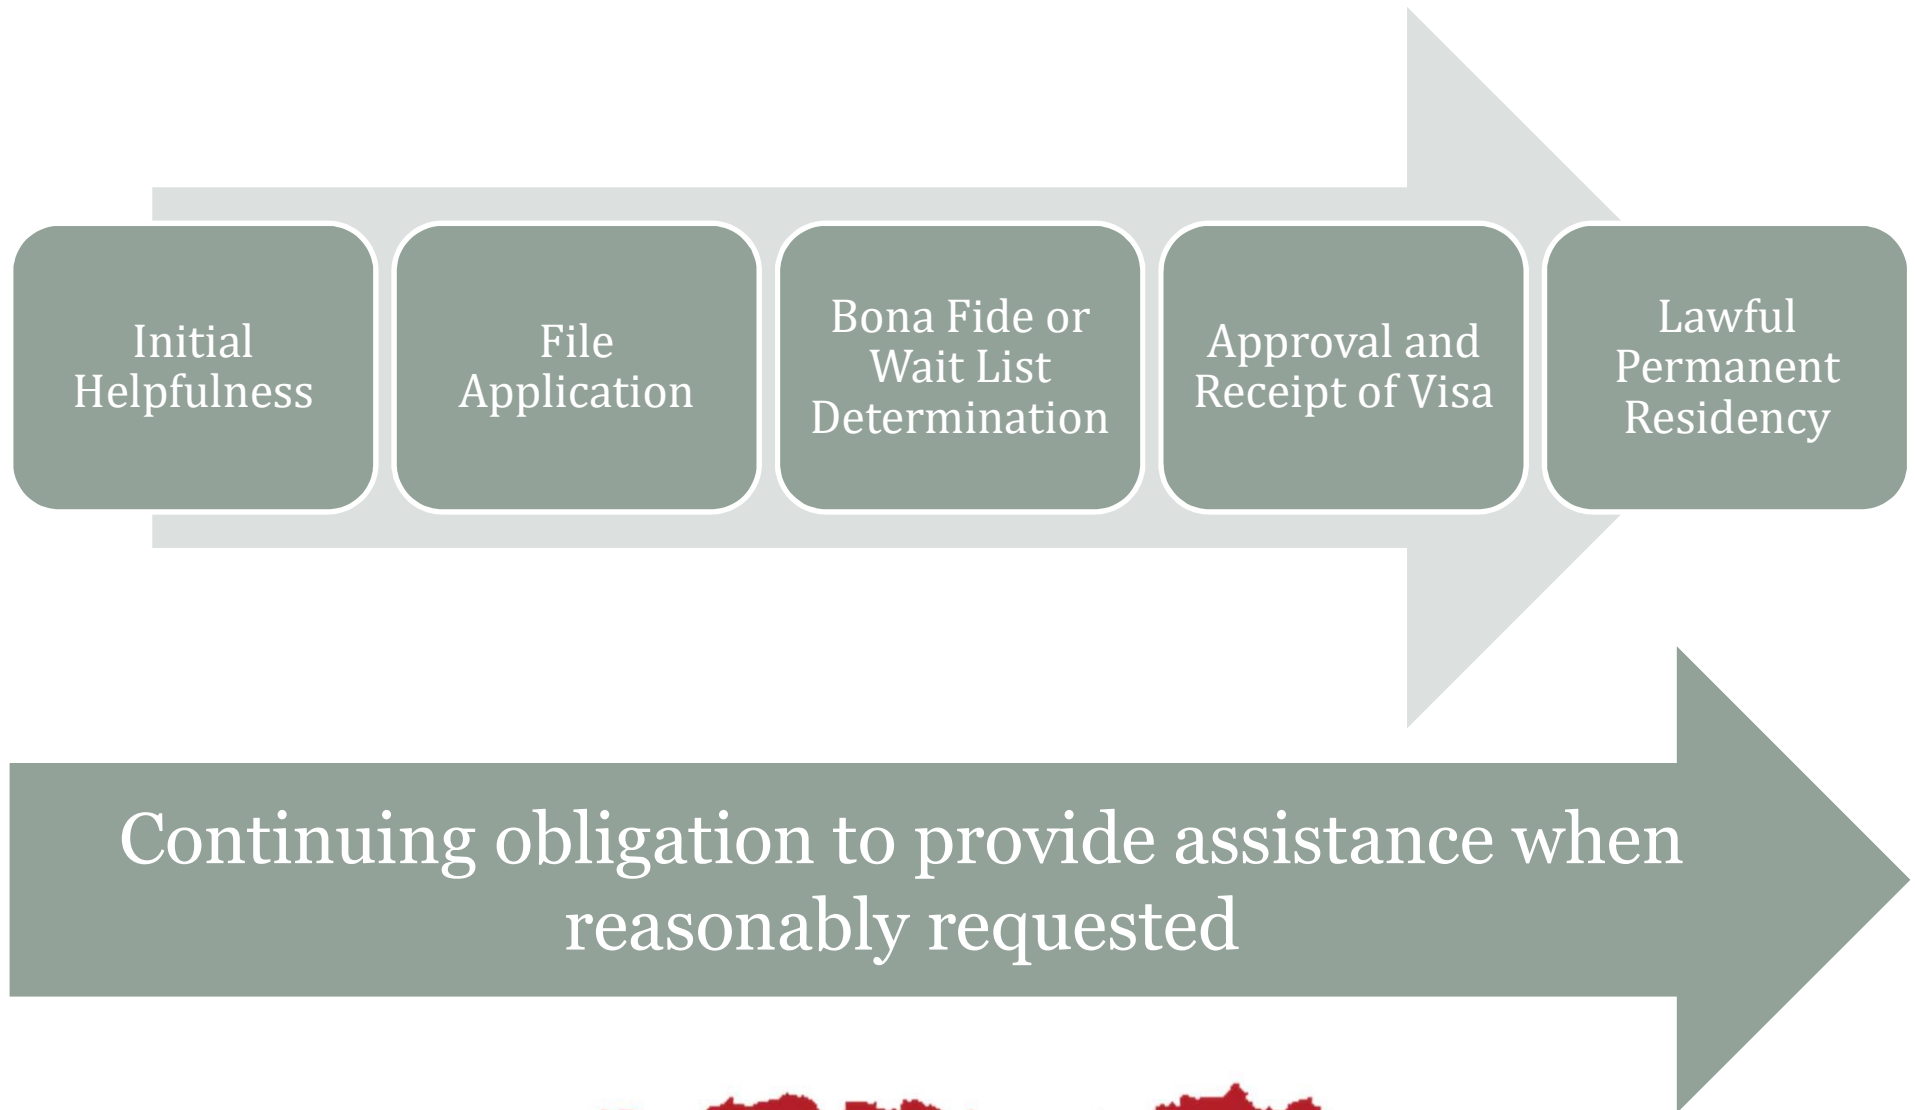 Initial
Helpfulness
File
Application
Bona Fide or
Wait List
Determination
Approval and
Receipt of Visa
Lawful
Permanent
Residency
Continuing obligation to provide assistance when
reasonably requested